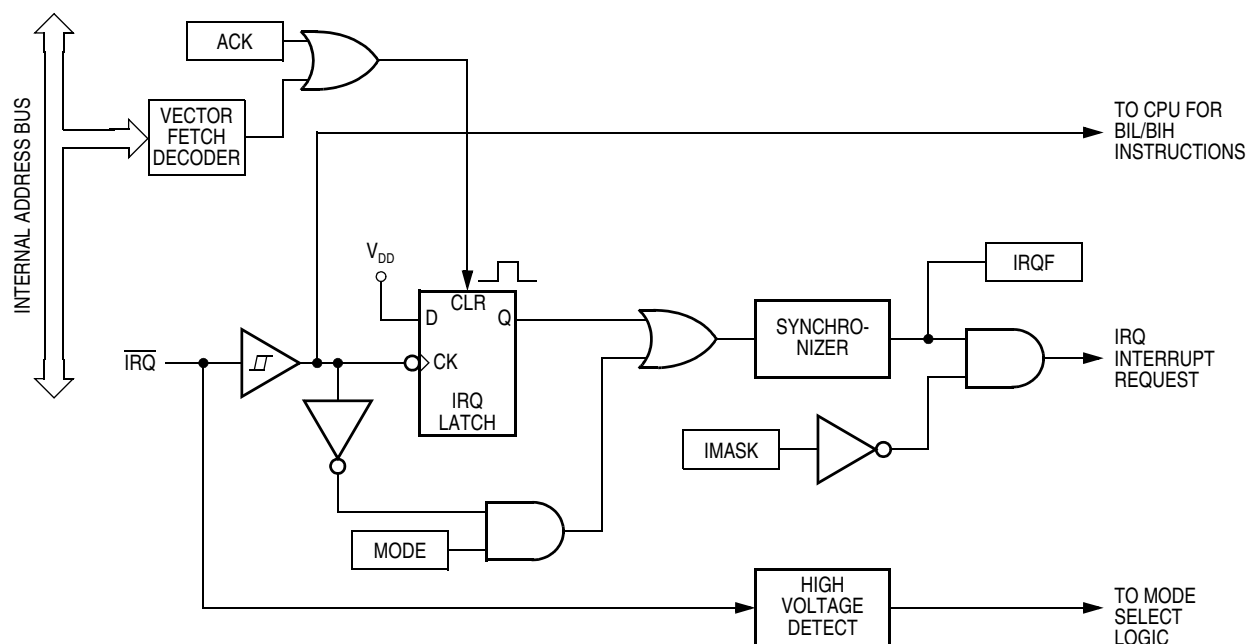 INTERNAL ADDRESS BUS
ACK
VECTOR
FETCH
DECODER
TO CPU FOR
BIL/BIH
INSTRUCTIONS
VDD
CLR
D
Q
CK
IRQ
LATCH
IRQ
SYNCHRO-
NIZER
IRQF
IRQ
INTERRUPT
REQUEST
IMASK
MODE
HIGH
VOLTAGE
DETECT
TO MODE
SELECT
LOGIC